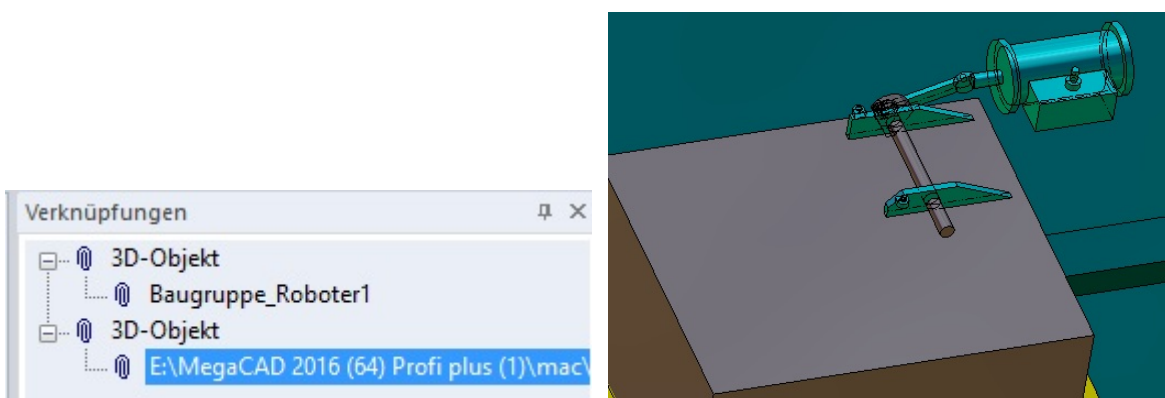 Verknüpfungen
3D-Objekt
Baugruppe_Roboter1
3D-Objekt
E:\MegaCAD 2016 (64) Profi plus (1)\mac\